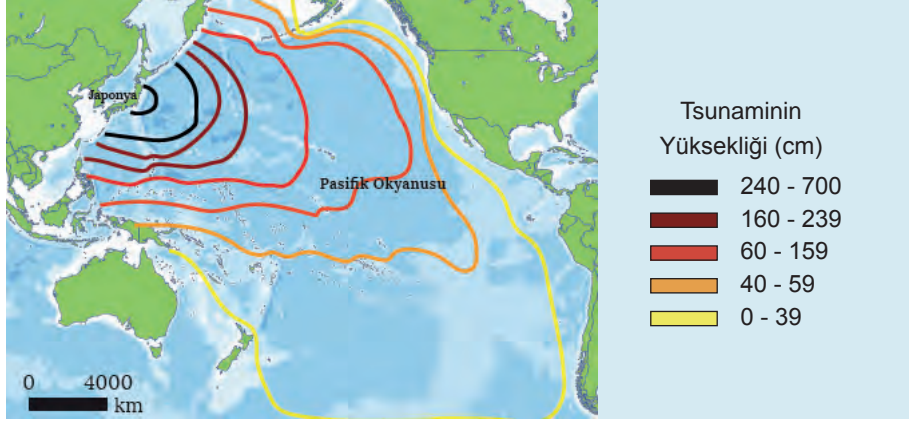 Japonya
Pasifik Okyanusu
0 4000
km
Tsunaminin
Yüksekliği (cm)
240 - 700
160 - 239
60 - 159
40 - 59
0 - 39